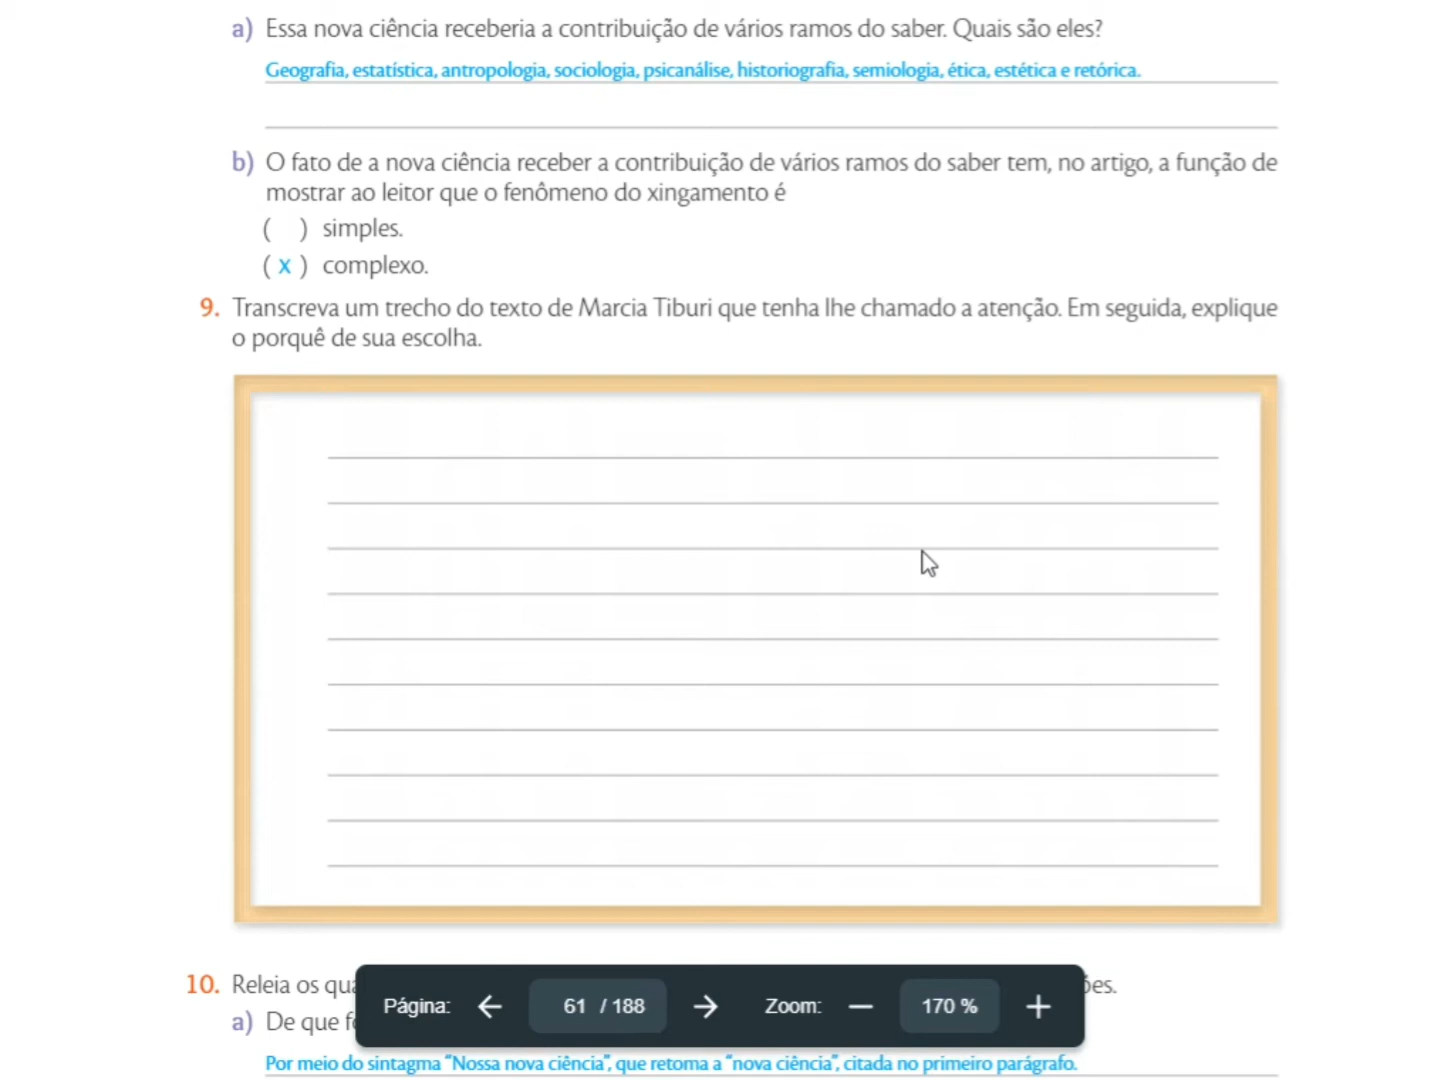 a) Essa nova ciência receberia a contribuição de vários ramos do saber. Quais são eles?
Geografia, estatística, antropologia, sociologia, psicanálise, historiografia, semiologia, ética, estética e retórica.
b) O fato de a nova ciência receber a contribuição de vários ramos do saber tem, no artigo, a função de
mostrar ao leitor que o fenômeno do xingamento é
( ) simples.
( x ) complexo.
9. Transcreva um trecho do texto de Marcia Tiburi que tenha lhe chamado a atenção. Em seguida, explique
o porquê de sua escolha.
10. Releia os
a) De que
Página: 61 / 188 Zoom: 170 %
Por meio do sintagma “Nossa nova ciência”, que retoma a “nova ciência”, citada no primeiro parágrafo.